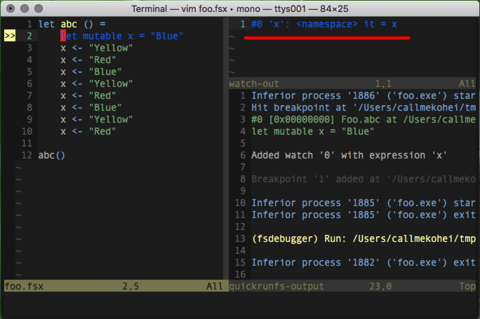 Terminal — vim foo.fsx • mono — ttys001 — 84×25
1 let abc () =
>> 2 let mutable x = "Blue"
3 x <- "Yellow"
4 x <- "Red"
5 x <- "Blue"
6 x <- "Yellow"
7 x <- "Red"
8 x <- "Blue"
9 x <- "Yellow"
10 x <- "Red"
11
12 abc()
~
foo.fsx 2,5 All
1 #0 'x': <namespace> it = x
~
watch-out 1,1 All
1 Inferior process '1886' ('foo.exe') star
2 Hit breakpoint at '/Users/callmekohei/tm
3 #0 [0x00000000] Foo.abc at /Users/callme
4 let mutable x = "Blue"
5
6 Added watch '0' with expression 'x'
7
8 Breakpoint '1' added at '/Users/callmeko
9
10 Inferior process '1885' ('foo.exe') star
11 Inferior process '1885' ('foo.exe') exit
12
13 (fsdebugger) Run: /Users/callmekohei/tmp
14
15 Inferior process '1882' ('foo.exe') exit
16
quickrunfs-output 23,0 Top